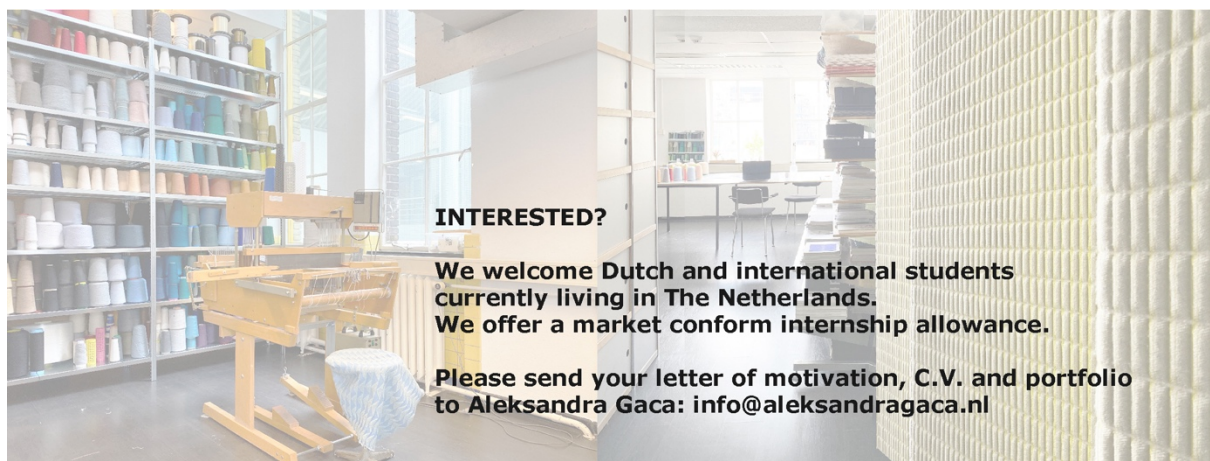 INTERESTED?
We welcome Dutch and international students
currently living in The Netherlands.
We offer a market conform internship allowance.
Please send your letter of motivation, C.V. and portfolio
to Aleksandra Gaca: info@aleksandragaca.nl